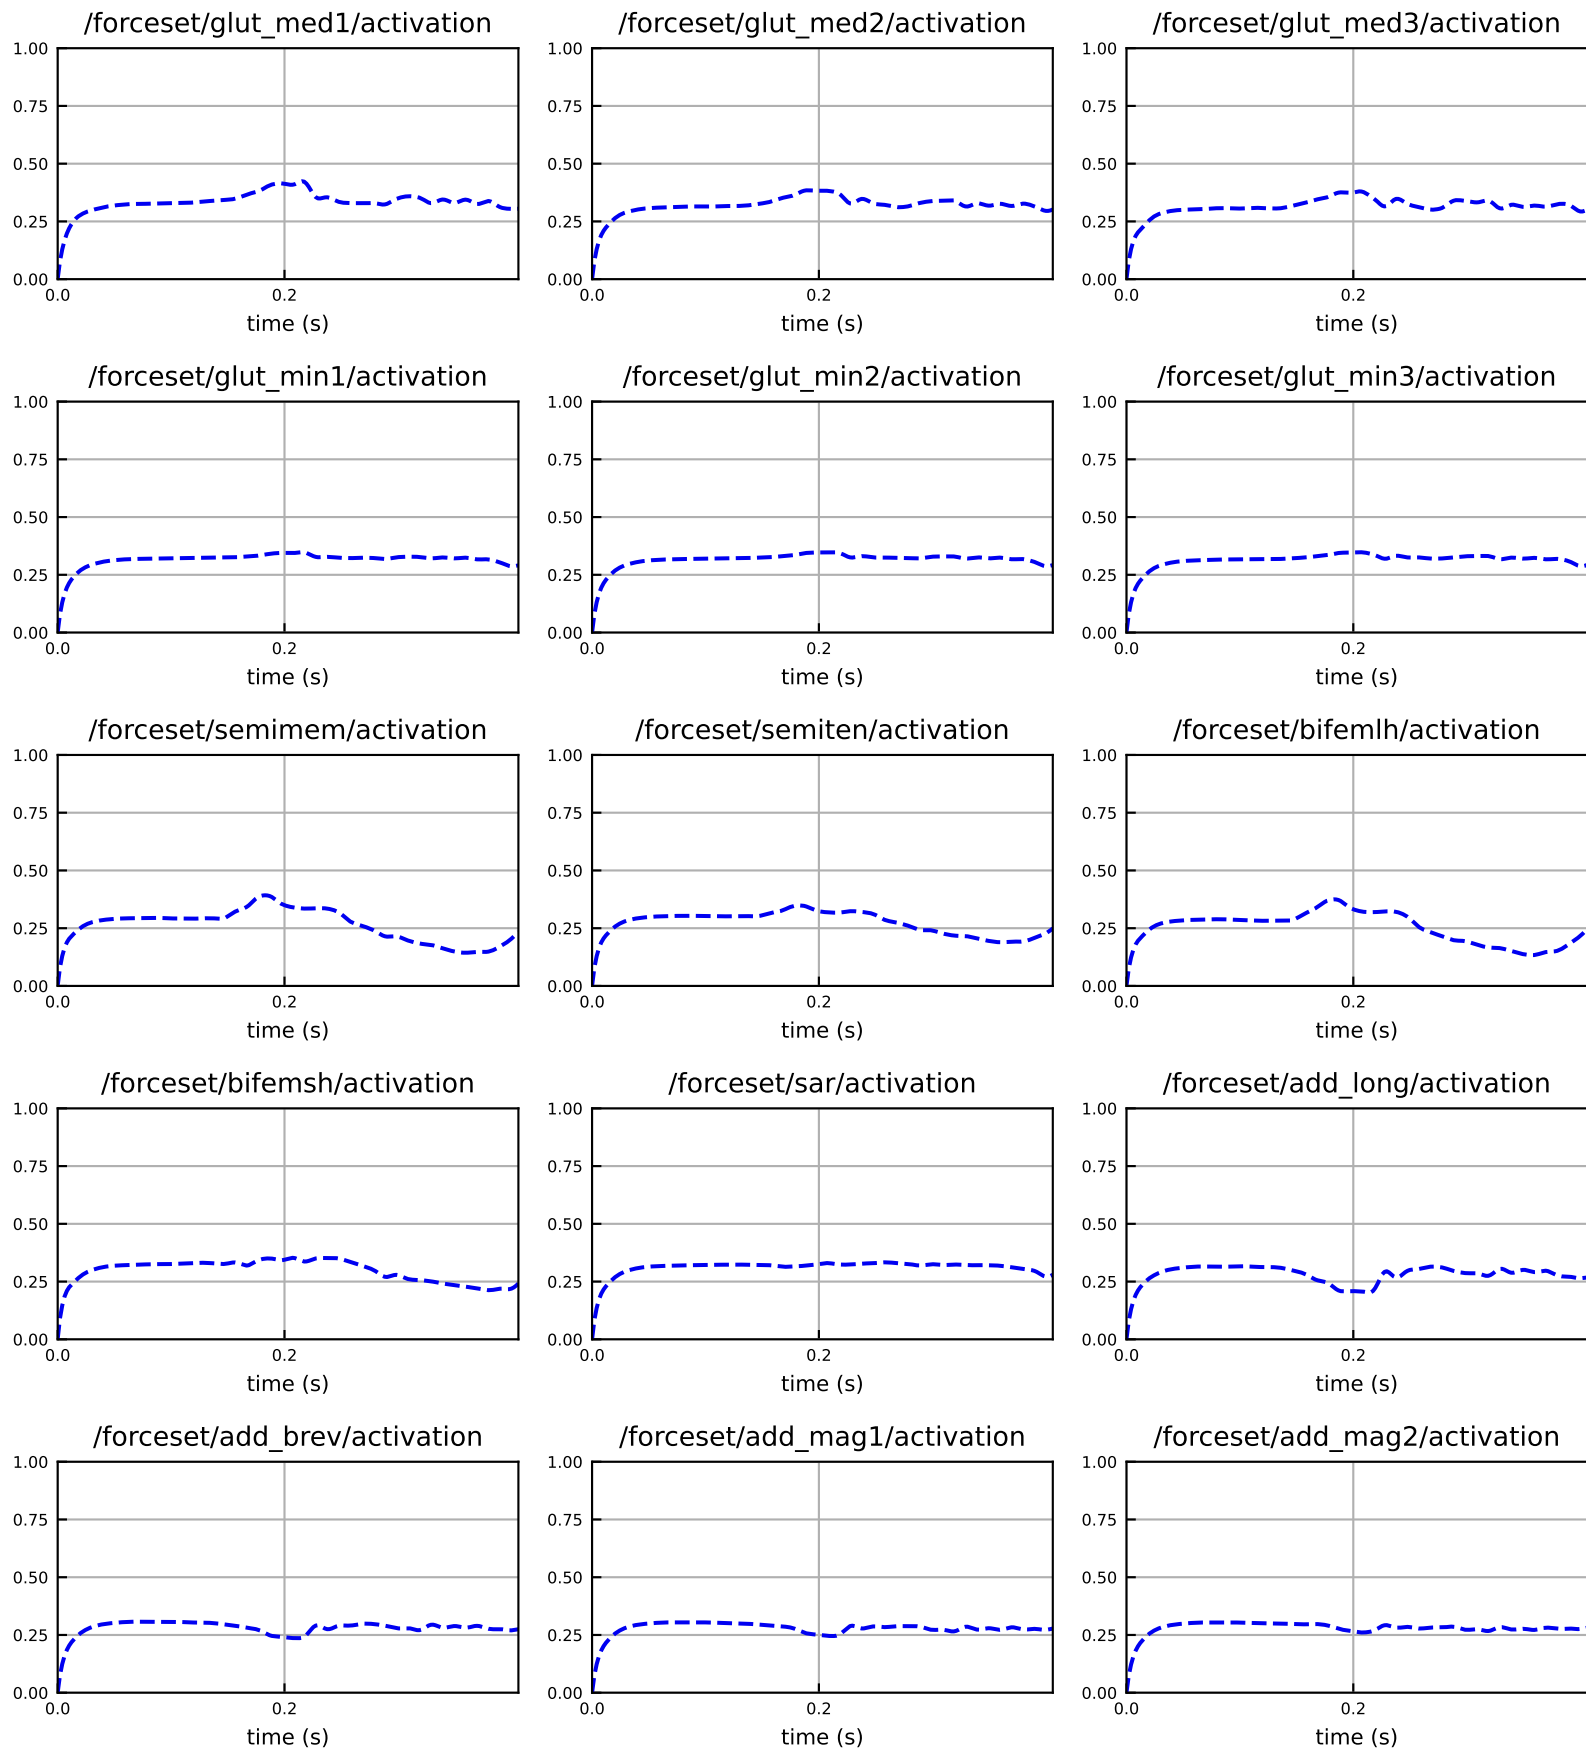 /forceset/glut_med1/activation /forceset/glut_med2/activation /forceset/glut_med3/activation
1.00 1.00 1.00
0.75 0.75 0.75
0.50 0.50 0.50
0.25 0.25 0.25
0.00 0.00 0.00
0.0 0.2 0.0 0.2 0.0 0.2
time (s) time (s) time (s)
/forceset/glut_min1/activation /forceset/glut_min2/activation /forceset/glut_min3/activation
1.00 1.00 1.00
0.75 0.75 0.75
0.50 0.50 0.50
0.25 0.25 0.25
0.00 0.00 0.00
0.0 0.2 0.0 0.2 0.0 0.2
time (s) time (s) time (s)
/forceset/semimem/activation /forceset/semiten/activation /forceset/bifemlh/activation
1.00 1.00 1.00
0.75 0.75 0.75
0.50 0.50 0.50
0.25 0.25 0.25
0.00 0.00 0.00
0.0 0.2 0.0 0.2 0.0 0.2
time (s) time (s) time (s)
/forceset/bifemsh/activation /forceset/sar/activation /forceset/add_long/activation
1.00 1.00 1.00
0.75 0.75 0.75
0.50 0.50 0.50
0.25 0.25 0.25
0.00 0.00 0.00
0.0 0.2 0.0 0.2 0.0 0.2
time (s) time (s) time (s)
/forceset/add_brev/activation /forceset/add_mag1/activation /forceset/add_mag2/activation
1.00 1.00 1.00
0.75 0.75 0.75
0.50 0.50 0.50
0.25 0.25 0.25
0.00 0.00 0.00
0.0 0.2 0.0 0.2 0.0 0.2
time (s) time (s) time (s)